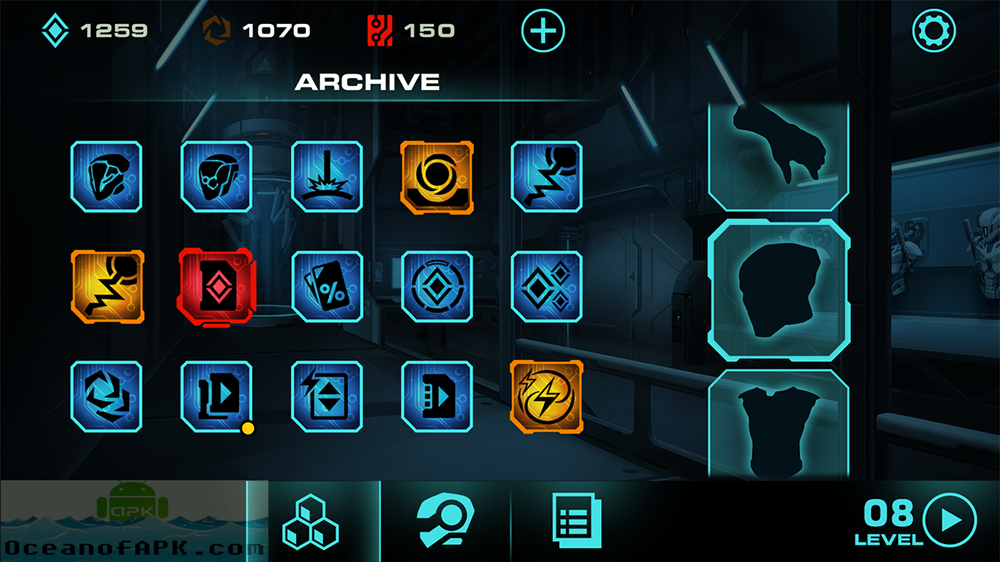 1259 1070 150
ARCHIVE
%
APK
OceanofAPK.com
08
LEVEL